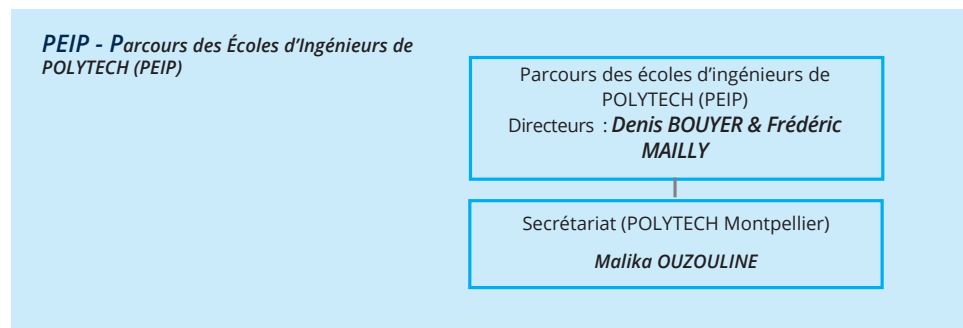 PEIP - Parcours des Écoles d'Ingénieurs de
POLYTECH (PEIP)
Parcours des écoles d'ingénieurs de
POLYTECH (PEIP)
Directeurs : Denis BOUYER & Frédéric
MAILLY
Secrétariat (POLYTECH Montpellier)
Malika OUZOULINE